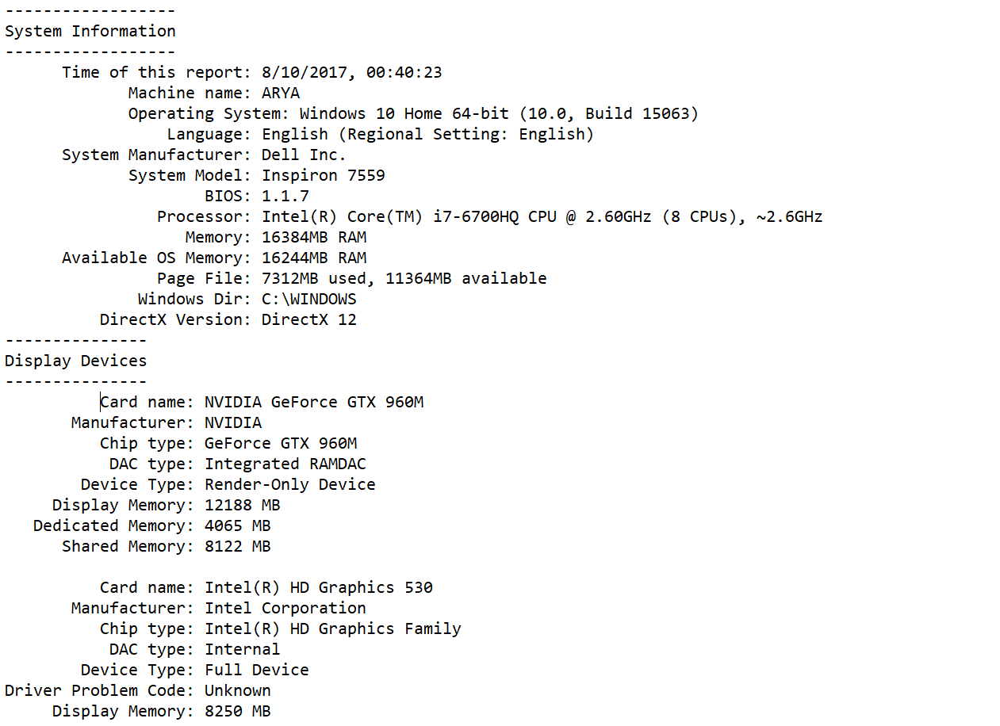 ------------------
System Information
------------------
      Time of this report: 8/10/2017, 00:40:23
             Machine name: ARYA
             Operating System: Windows 10 Home 64-bit (10.0, Build 15063)
                 Language: English (Regional Setting: English)
      System Manufacturer: Dell Inc.
             System Model: Inspiron 7559
                     BIOS: 1.1.7
                Processor: Intel(R) Core(TM) i7-6700HQ CPU @ 2.60GHz (8 CPUs), ~2.6GHz
                   Memory: 16384MB RAM
      Available OS Memory: 16244MB RAM
                Page File: 7312MB used, 11364MB available
              Windows Dir: C:\WINDOWS
          DirectX Version: DirectX 12
---------------
Display Devices
---------------
          Card name: NVIDIA GeForce GTX 960M
       Manufacturer: NVIDIA
          Chip type: GeForce GTX 960M
           DAC type: Integrated RAMDAC
        Device Type: Render-Only Device
     Display Memory: 12188 MB
   Dedicated Memory: 4065 MB
      Shared Memory: 8122 MB

          Card name: Intel(R) HD Graphics 530
       Manufacturer: Intel Corporation
          Chip type: Intel(R) HD Graphics Family
           DAC type: Internal
        Device Type: Full Device
Driver Problem Code: Unknown
     Display Memory: 8250 MB